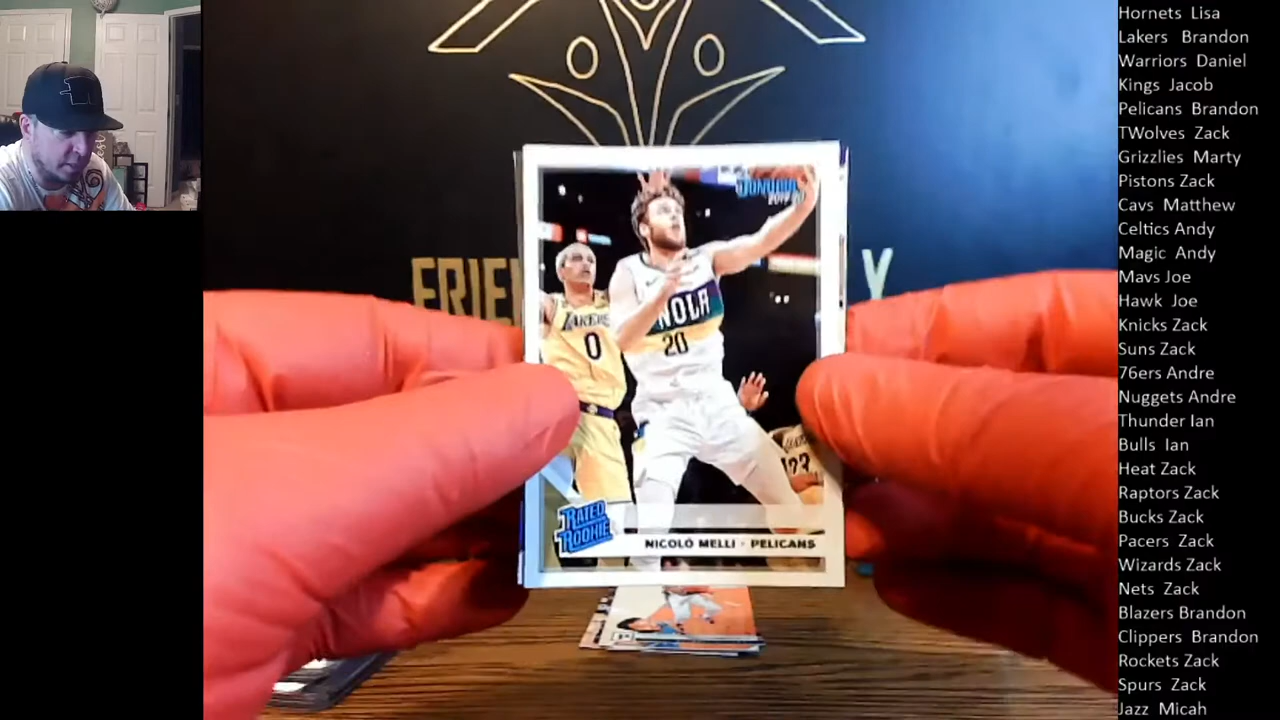 Hornets Lisa
Lakers Brandon
Warriors Daniel
Kings Jacob
Pelicans Brandon
TWolves Zack
Grizzlies Marty
Pistons Zack
Cavs Matthew
Celtics Andy
Magic Andy
Mavs Joe
Hawk Joe
Knicks Zack
Suns Zack
76ers Andre
Nuggets Andre
Thunder Ian
Bulls Ian
Heat Zack
Raptors Zack
Bucks Zack
Pacers Zack
Wizards Zack
Nets Zack
Blazers Brandon
Clippers Brandon
Rockets Zack
Spurs Zack
Jazz Micah
LAKERS
0
NOLA
20
RATED
ROOKIE
NICOLÒ MELLI - PELICANS